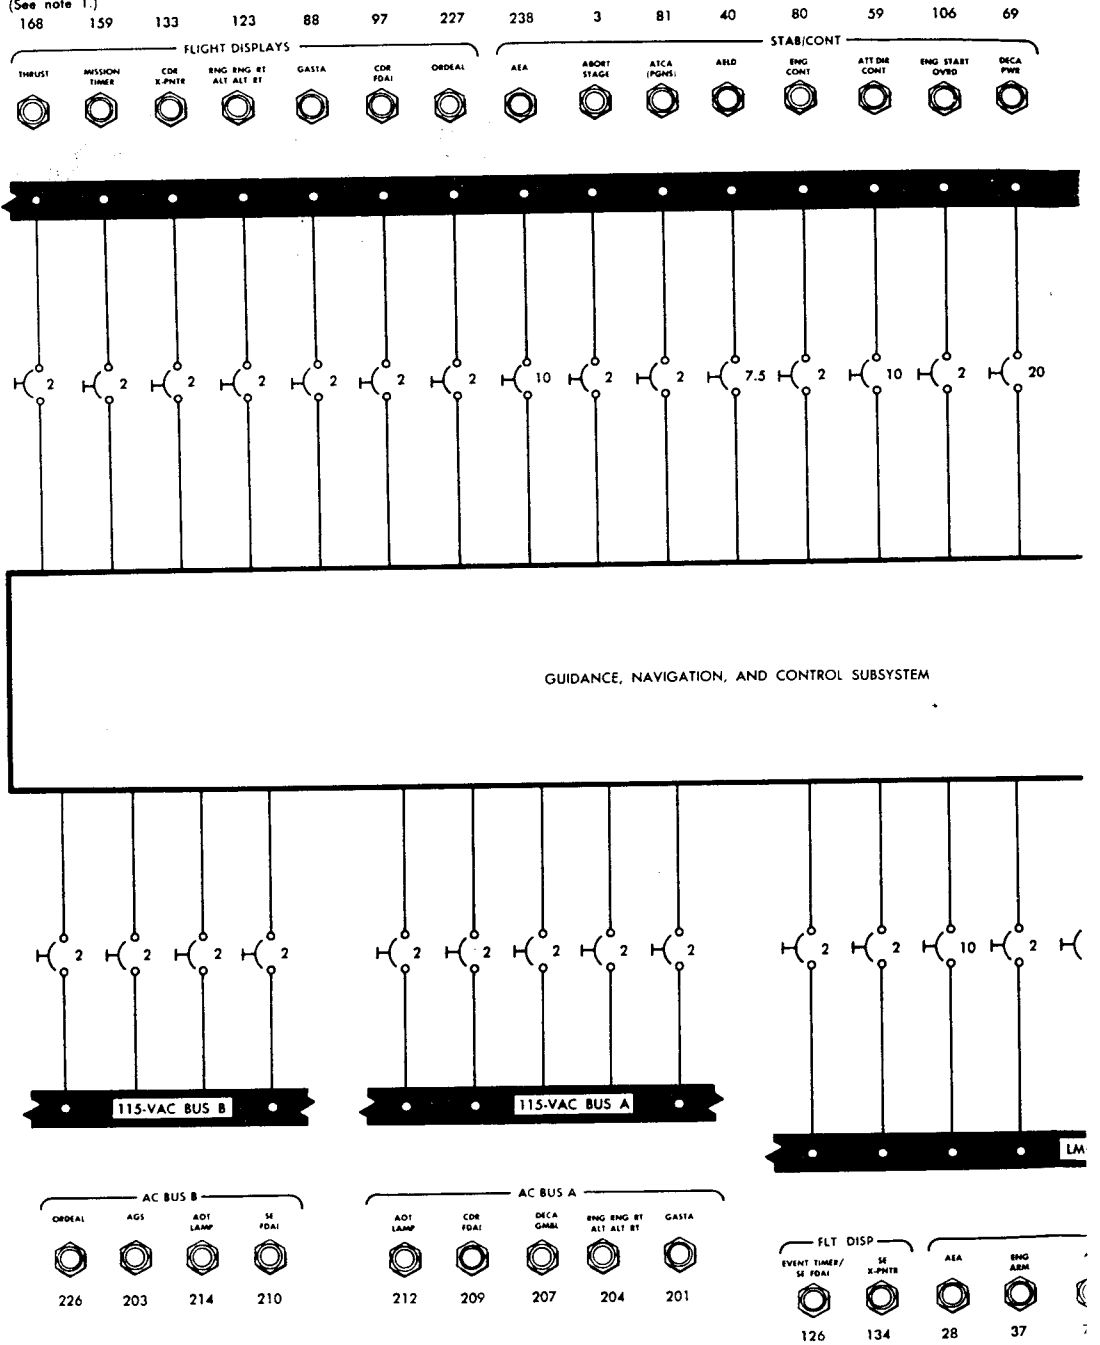 (See note 1.)
168 159 133 123 88 97 227 238 3 81 40 80 59 106 69
FLIGHT DISPLAYS STAB/CONT
THRUST MISSION TIMER CDR X-PNTR RNG RNG RT ALT ALT RT GASTA CDR FDAI ORDEAL AEA ABORT STAGE ATCA (PGNS) AELD ENG CONT ATT DIR CONT ENG START OVRD DECA PWR
2 2 2 2 2 2 2 10 2 2 7.5 2 10 2 20
GUIDANCE, NAVIGATION, AND CONTROL SUBSYSTEM
2 2 2 2 2 2 2 2 2 2 2 10 2
115-VAC BUS B 115-VAC BUS A
LM
AC BUS B AC BUS A
ORDEAL AGS AOT LAMP SE FDAI AOT LAMP CDR FDAI DECA GMBL RNG RNG RT ALT ALT RT GASTA
226 203 214 210 212 209 207 204 201
FLT DISP
EVENT TIMER/ SE FDAI SE X-PNTR AEA ENG ARM
126 134 28 37